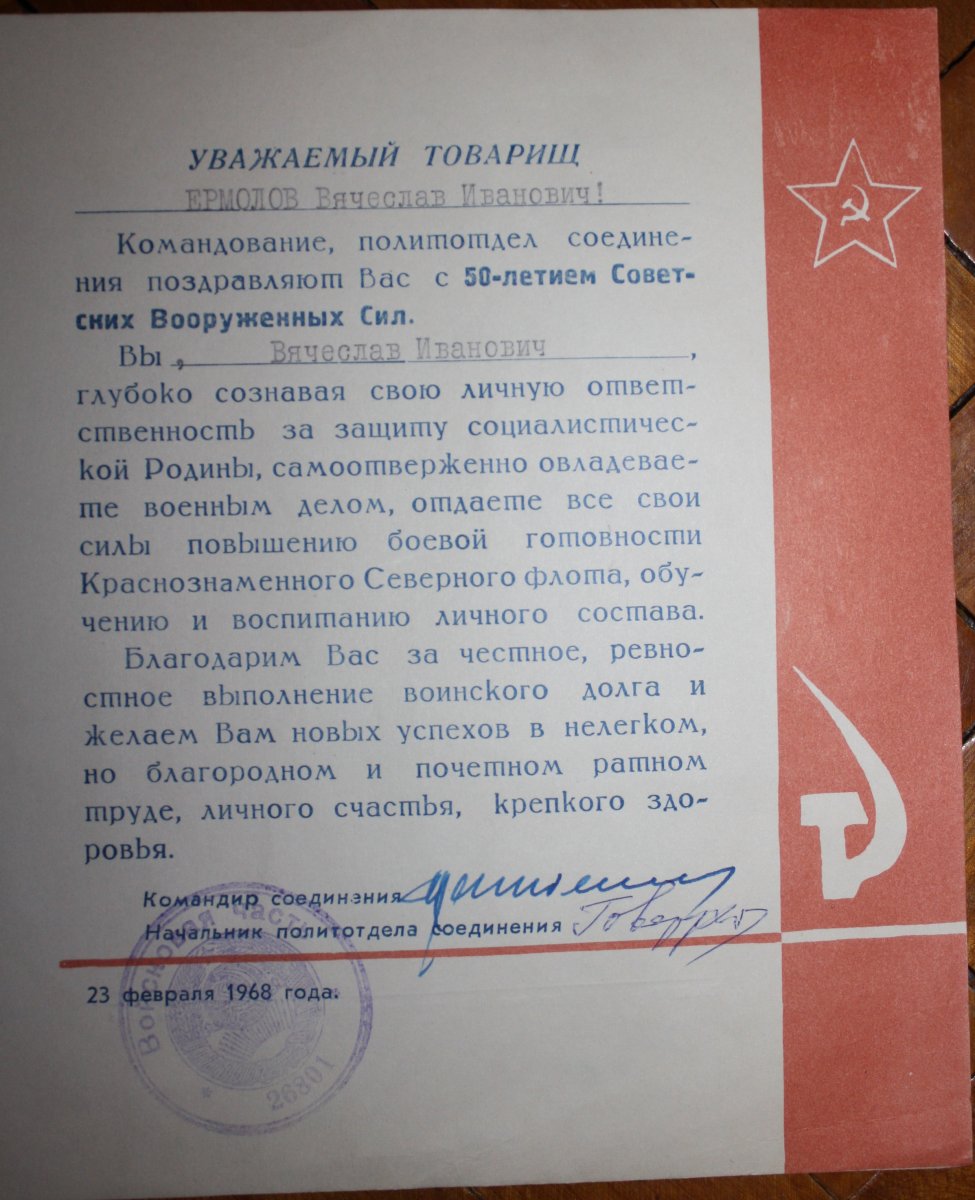 УВАЖАЕМЫЙ ТОВАРИЩ
ЕРМОЛОВ Вячеслав Иванович!
Командование, политотдел соедине-
ния поздравляют Вас с 50-летием Совет-
ских Вооруженных Сил.
Вы , Вячеслав Иванович ,
глубоко сознавая свою личную ответ-
ственность за защиту социалистичес-
кой Родины, самоотверженно овладевае-
те военным делом, отдаете все свои
силы повышению боевой готовности
Краснознаменного Северного флота, обу-
чению и воспитанию личного состава.
Благодарим Вас за честное, ревно-
стное выполнение воинского долга и
желаем Вам новых успехов в нелегком,
но благородном и почетном ратном
труде, личного счастья, крепкого здо-
ровья.
Командир соединения
Начальник политотдела соединения
23 февраля 1968 года.
Войсковая часть
* 26801